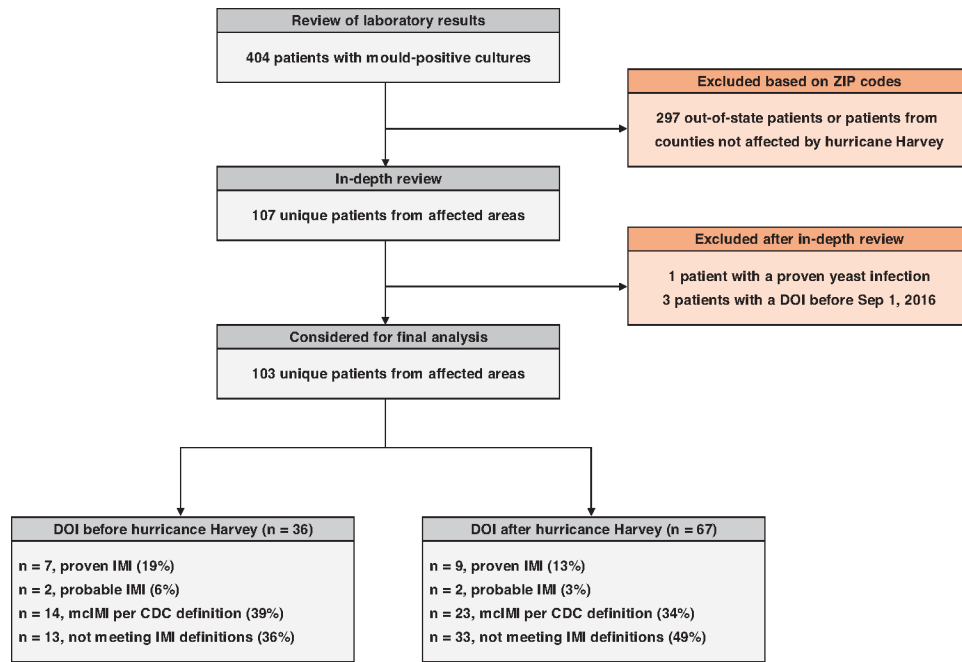 Review of laboratory results
404 patients with mould-positive cultures
Excluded based on ZIP codes
297 out-of-state patients or patients from
counties not affected by hurricane Harvey
In-depth review
107 unique patients from affected areas
Excluded after in-depth review
1 patient with a proven yeast infection
3 patients with a DOI before Sep 1, 2016
Considered for final analysis
103 unique patients from affected areas
DOI before hurricance Harvey (n = 36)
n = 7, proven IMI (19%)
n = 2, probable IMI (6%)
n = 14, mcIMI per CDC definition (39%)
n = 13, not meeting IMI definitions (36%)
DOI after hurricance Harvey (n = 67)
n = 9, proven IMI (13%)
n = 2, probable IMI (3%)
n = 23, mcIMI per CDC definition (34%)
n = 33, not meeting IMI definitions (49%)